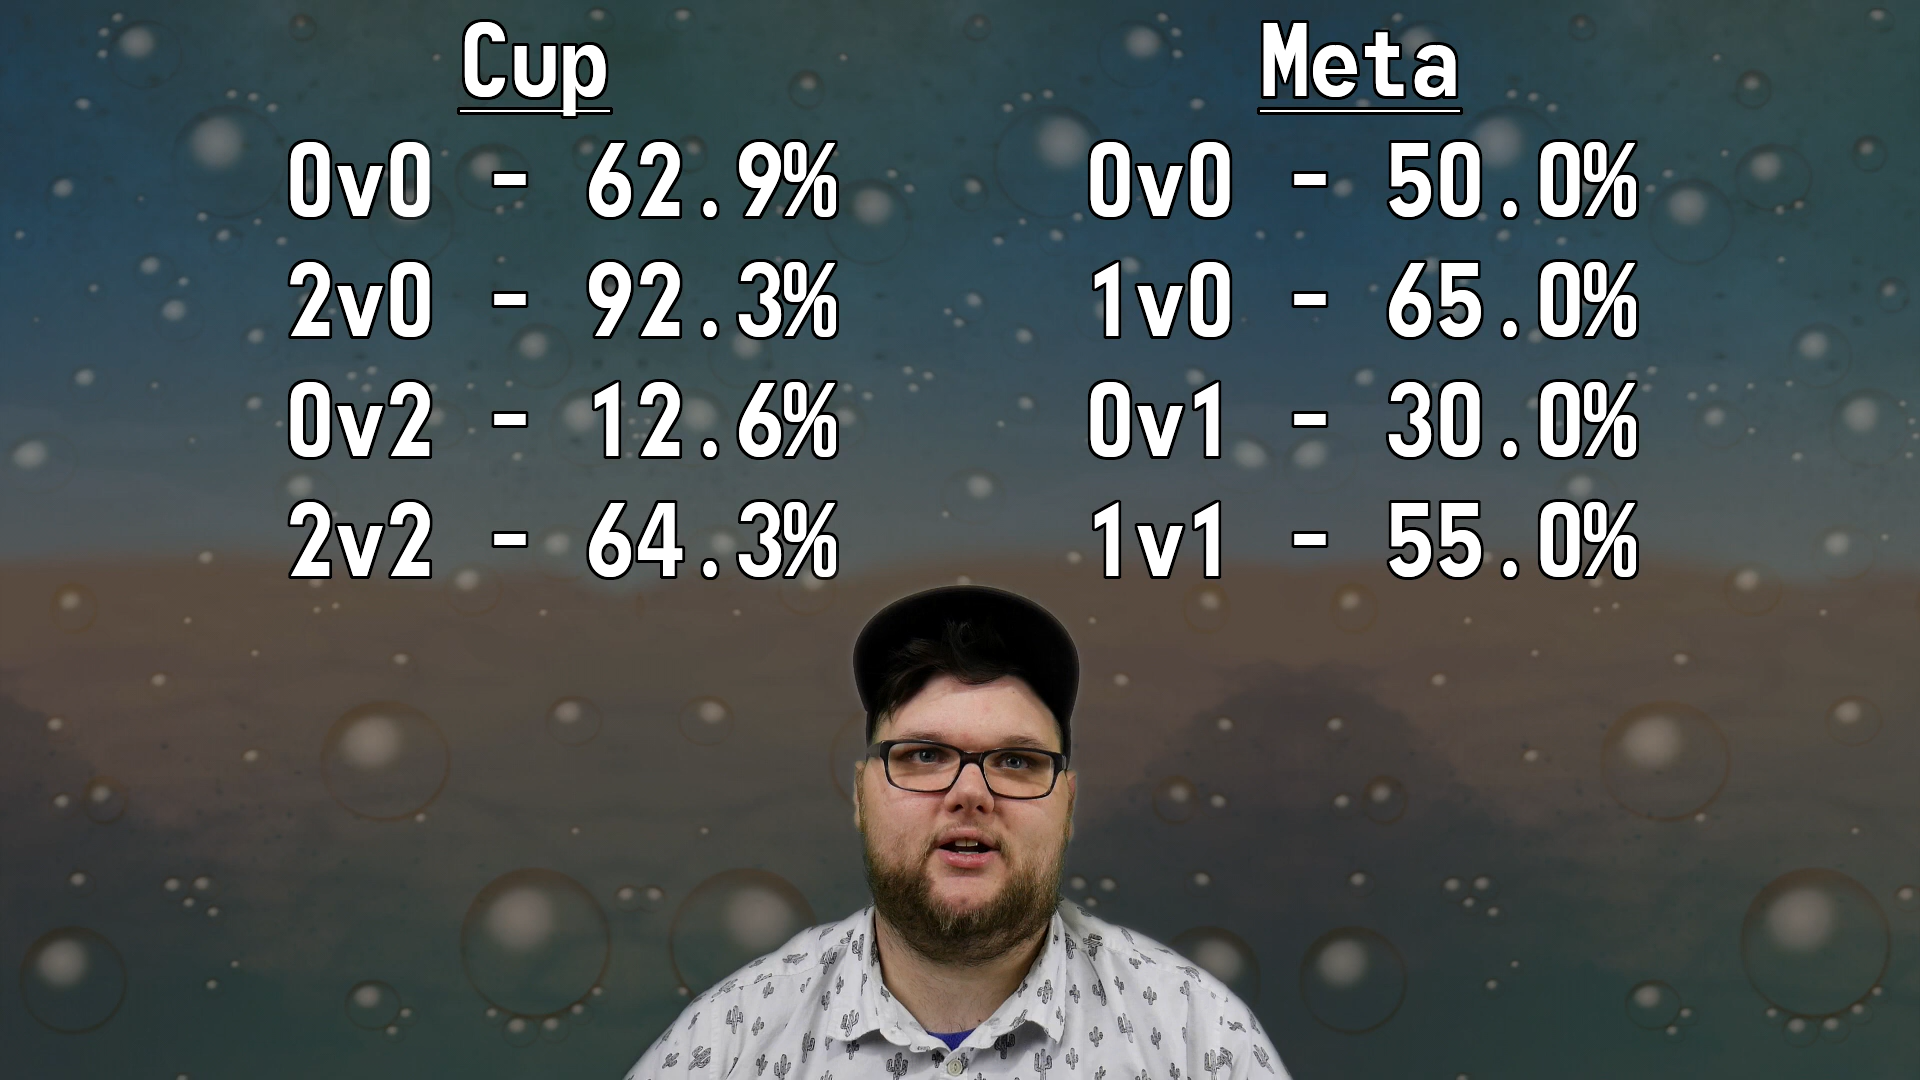 Cup
0v0 - 62.9%
2v0 - 92.3%
0v2 - 12.6%
2v2 - 64.3%
Meta
0v0 - 50.0%
1v0 - 65.0%
0v1 - 30.0%
1v1 - 55.0%